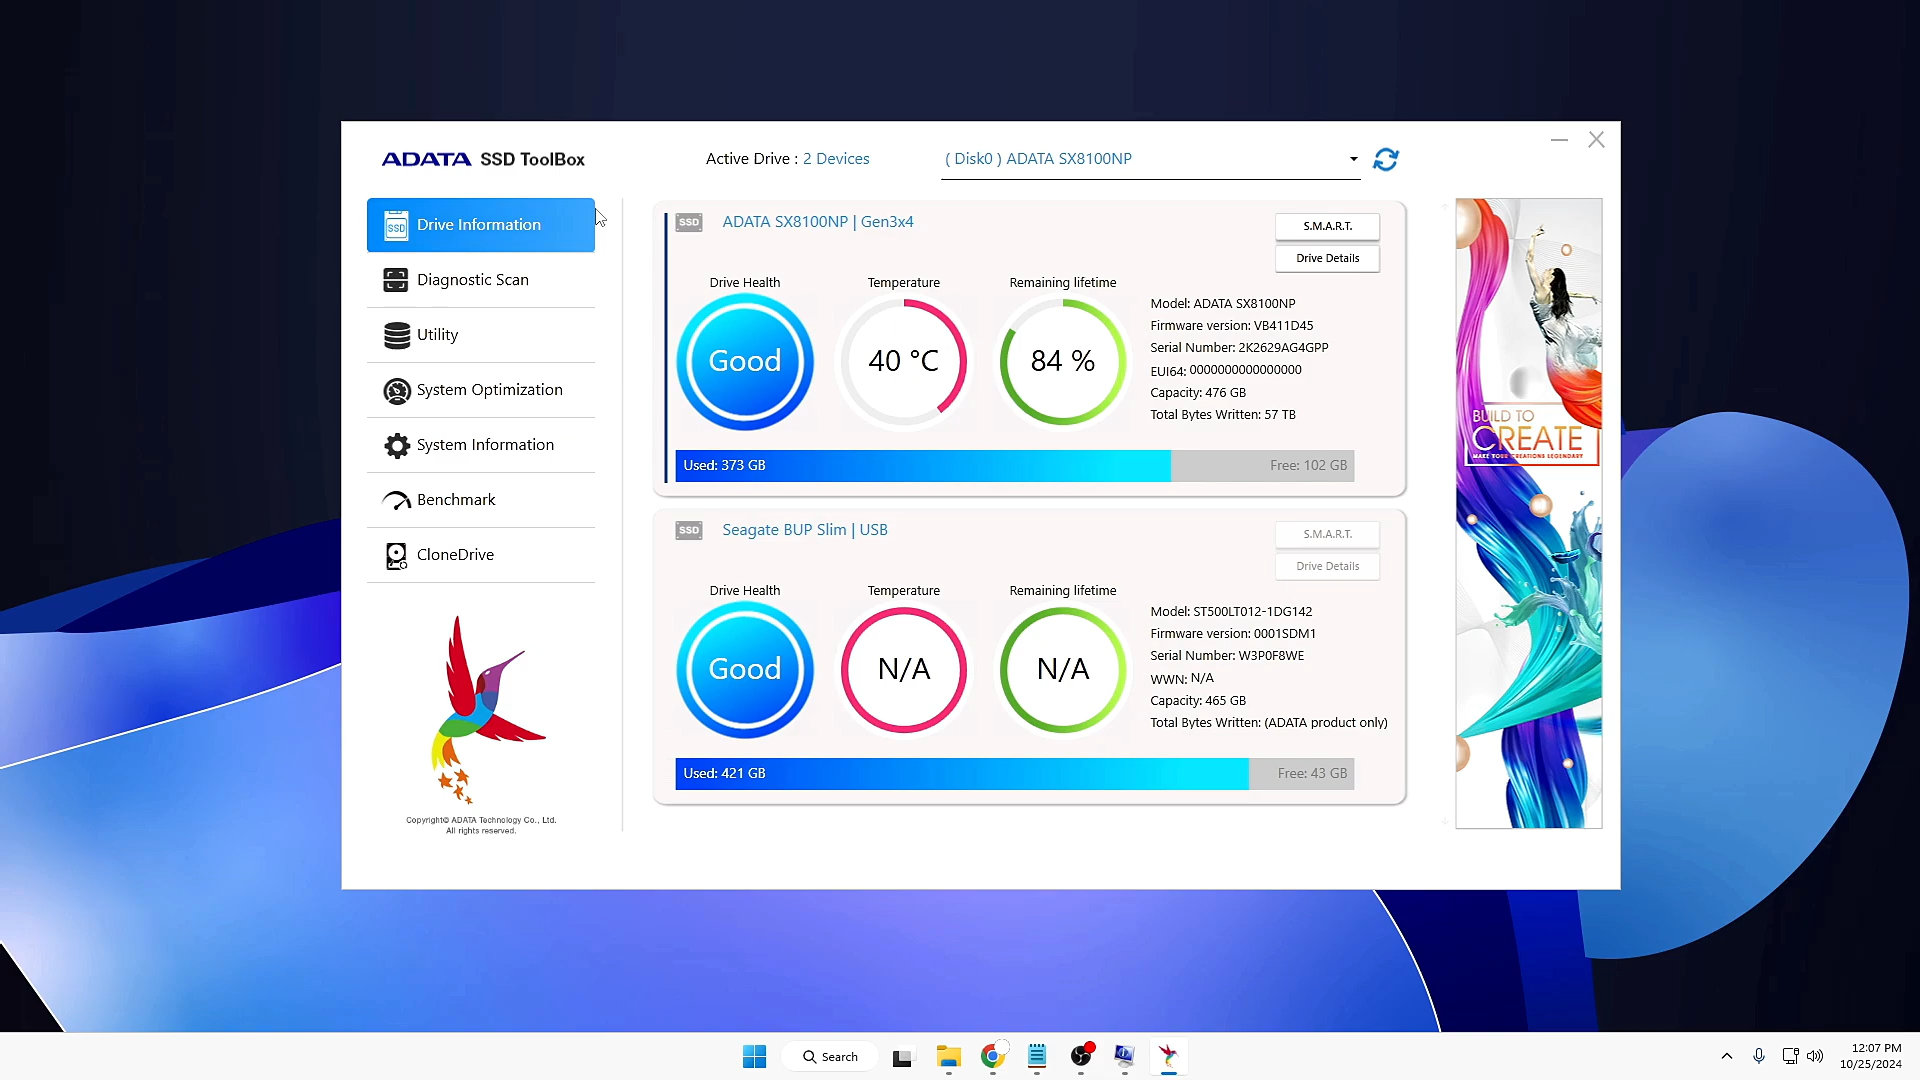 ADATA SSD ToolBox
Active Drive : 2 Devices
( Disk0 ) ADATA SX8100NP
Drive Information
Diagnostic Scan
Utility
System Optimization
System Information
Benchmark
CloneDrive
Copyright© ADATA Technology Co., Ltd.
All rights reserved.
SSD
SSD
ADATA SX8100NP | Gen3x4
S.M.A.R.T.
Drive Details
Drive Health
Temperature
Remaining lifetime
Good
40 °C
84 %
Model: ADATA SX8100NP
Firmware version: VB411D45
Serial Number: 2K2629AG4GPP
EUI64: 0000000000000000
Capacity: 476 GB
Total Bytes Written: 57 TB
Used: 373 GB
Free: 102 GB
SSD
Seagate BUP Slim | USB
S.M.A.R.T.
Drive Details
Drive Health
Temperature
Remaining lifetime
Good
N/A
N/A
Model: ST500LT012-1DG142
Firmware version: 0001SDM1
Serial Number: W3P0F8WE
WWN: N/A
Capacity: 465 GB
Total Bytes Written: (ADATA product only)
Used: 421 GB
Free: 43 GB
BUILD TO
CREATE
MAKE YOUR CREATIONS LEGENDARY
Search
12:07 PM
10/25/2024